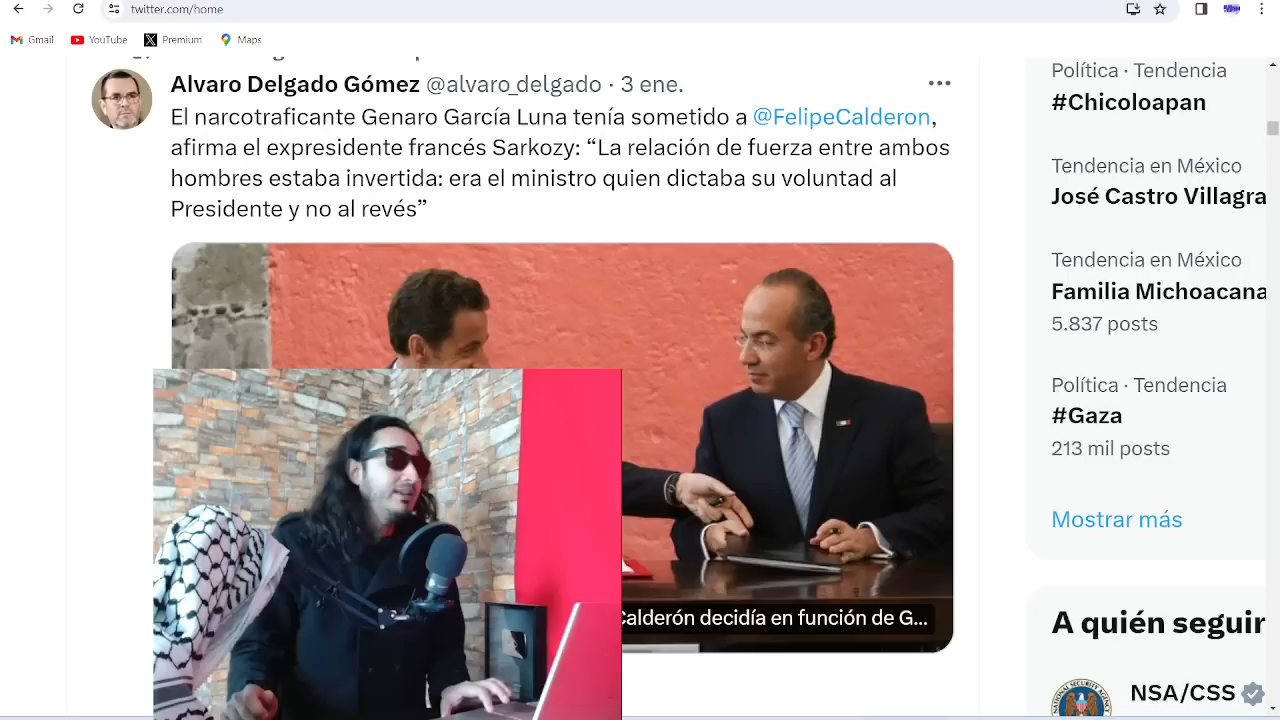 twitter.com/home
Gmail YouTube Premium Maps
Alvaro Delgado Gómez @alvaro_delgado · 3 ene.
El narcotraficante Genaro García Luna tenía sometido a @FelipeCalderon,
afirma el expresidente francés Sarkozy: “La relación de fuerza entre ambos
hombres estaba invertida: era el ministro quien dictaba su voluntad al
Presidente y no al revés”
Calderón decidía en función de G...
Política · Tendencia
#Chicoloapan
Tendencia en México
José Castro Villagra
Tendencia en México
Familia Michoacana
5.837 posts
Política · Tendencia
#Gaza
213 mil posts
Mostrar más
A quién seguir
NSA/CSS